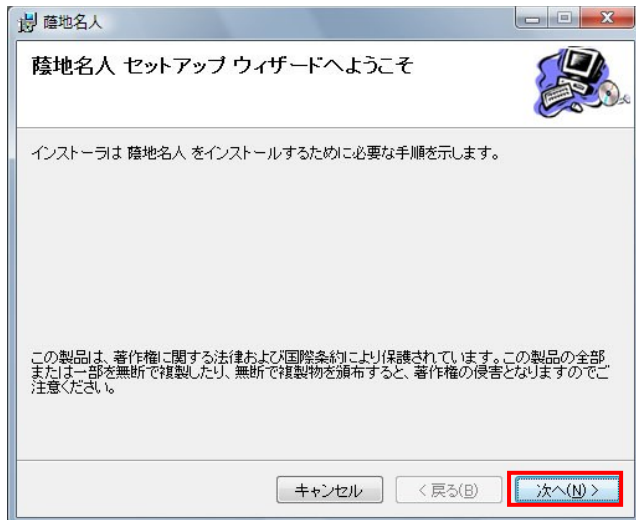 蔭地名人
蔭地名人 セットアップ ウィザードへようこそ
インストーラは 蔭地名人 をインストールするために必要な手順を示します。
この製品は、著作権に関する法律および国際条約により保護されています。この製品の全部
または一部を無断で複製したり、無断で複製物を頒布すると、著作権の侵害となりますのでご
注意ください。
キャンセル < 戻る(B) 次へ(N) >